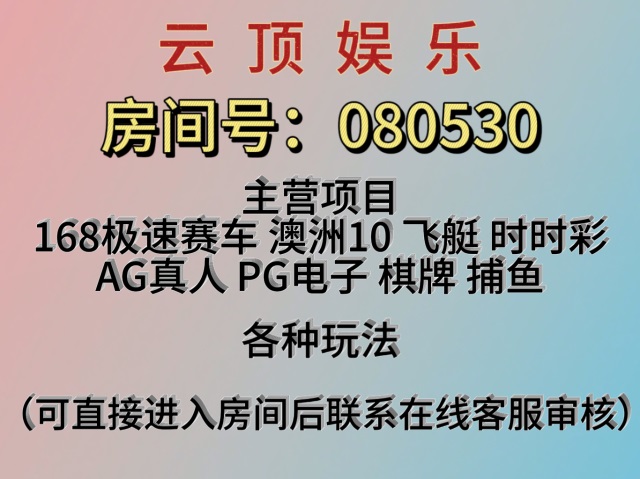 云顶娱乐
房间号：080530
主营项目
168极速赛车 澳洲10 飞艇 时时彩
AG真人 PG电子 棋牌 捕鱼
各种玩法
（可直接进入房间后联系在线客服审核）